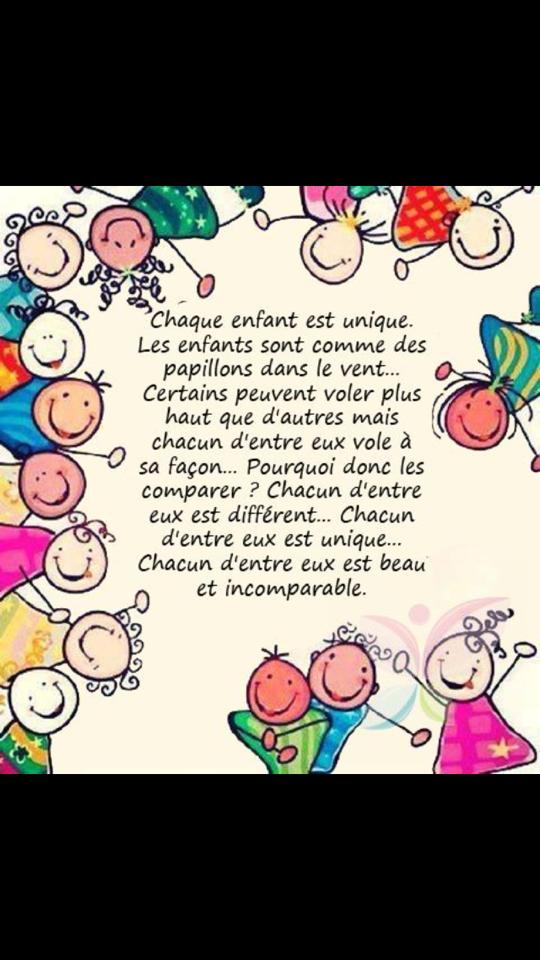 Chaque enfant est unique.
Les enfants sont comme des
papillons dans le vent...
Certains peuvent voler plus
haut que d'autres mais
chacun d'entre eux vole à
sa façon... Pourquoi donc les
comparer ? Chacun d'entre
eux est différent... Chacun
d'entre eux est unique...
Chacun d'entre eux est beau
et incomparable.